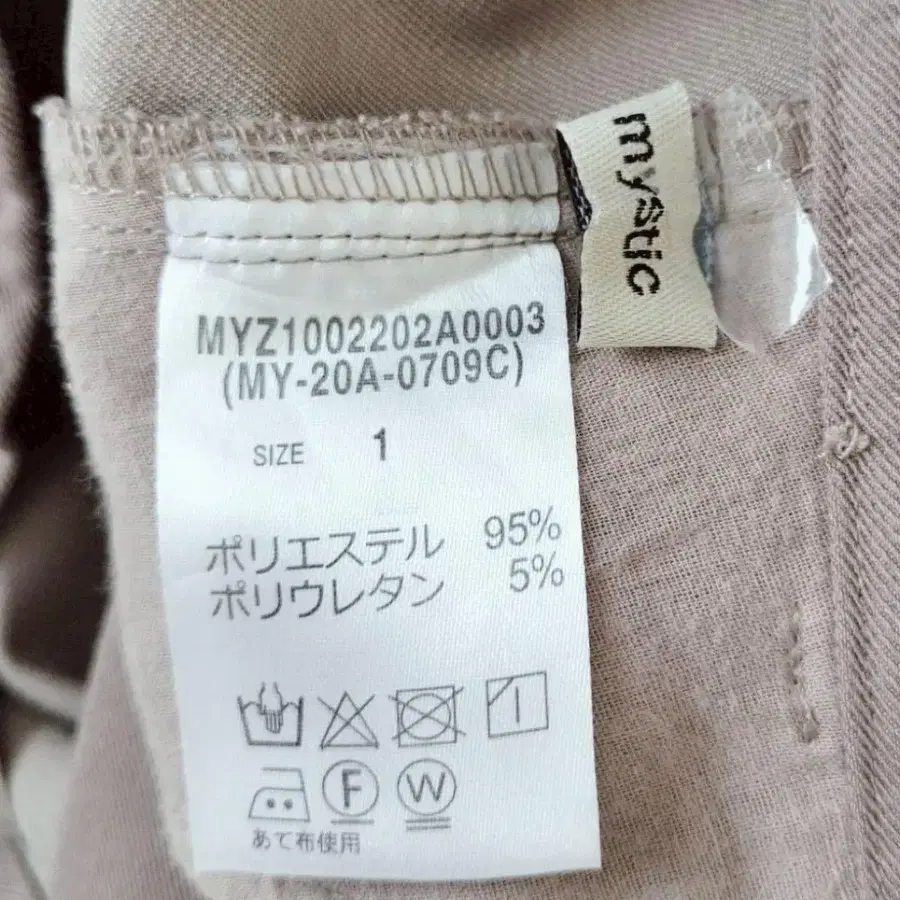 mystic
MYZ1002202A0003
(MY-20A-0709C)
SIZE 1
ポリエステル 95%
ポリウレタン 5%
F W
あて布使用